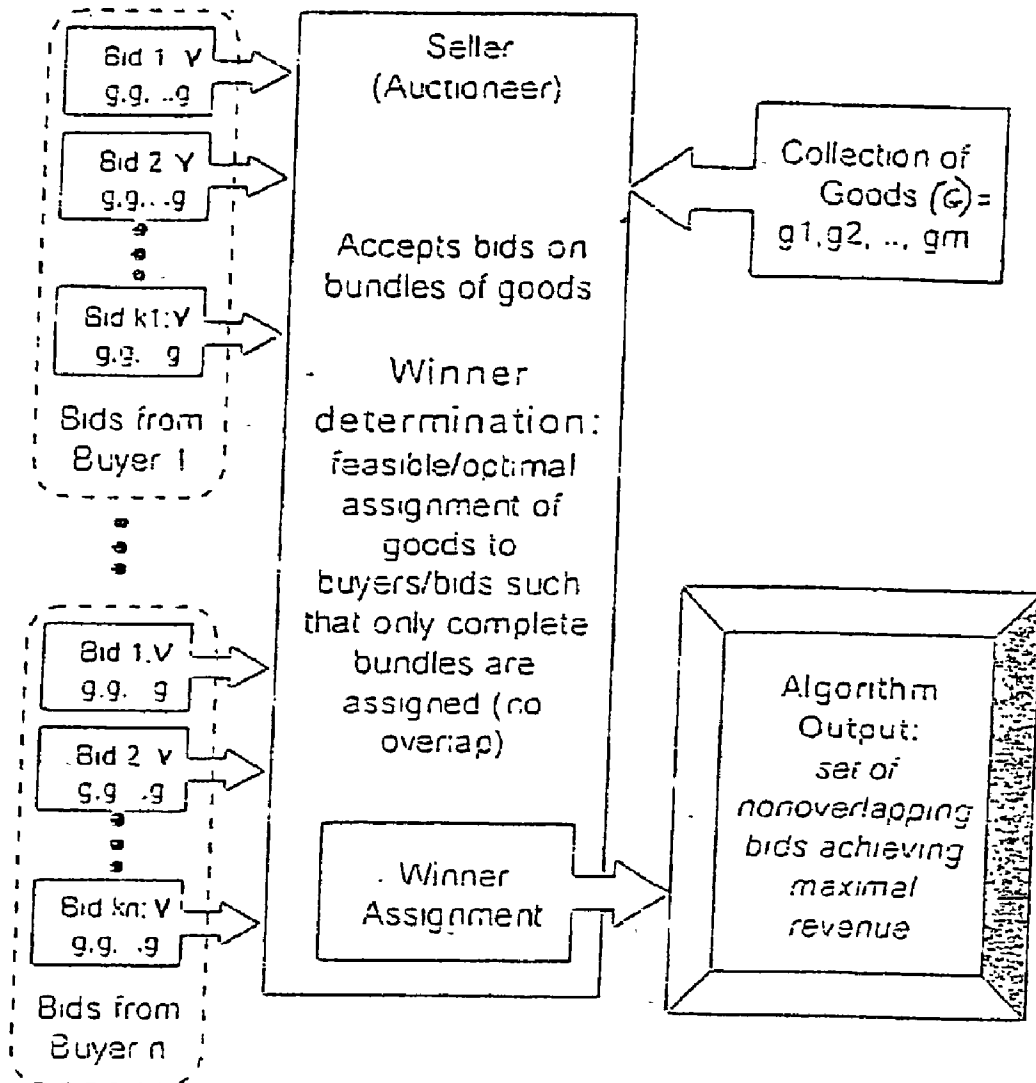 Bid 1 V
g.g. ..g
Bid 2 V
g.g....g
Bid k1:V
g.g. g
Bids from
Buyer 1
Bid 1.V
g.g. g
Bid 2 V
g.g ..g
Bid kn: V
g.g. ..g
Bids from
Buyer n
Seller
(Auctioneer)
Accepts bids on
bundles of goods
Winner
determination:
feasible/optimal
assignment of
goods to
buyers/bids such
that only complete
bundles are
assigned (no
overlap)
Winner
Assignment
Collection of
Goods (G)=
g1,g2, .., gm
Algorithm
Output:
set of
nonoverlapping
bids achieving
maximal
revenue